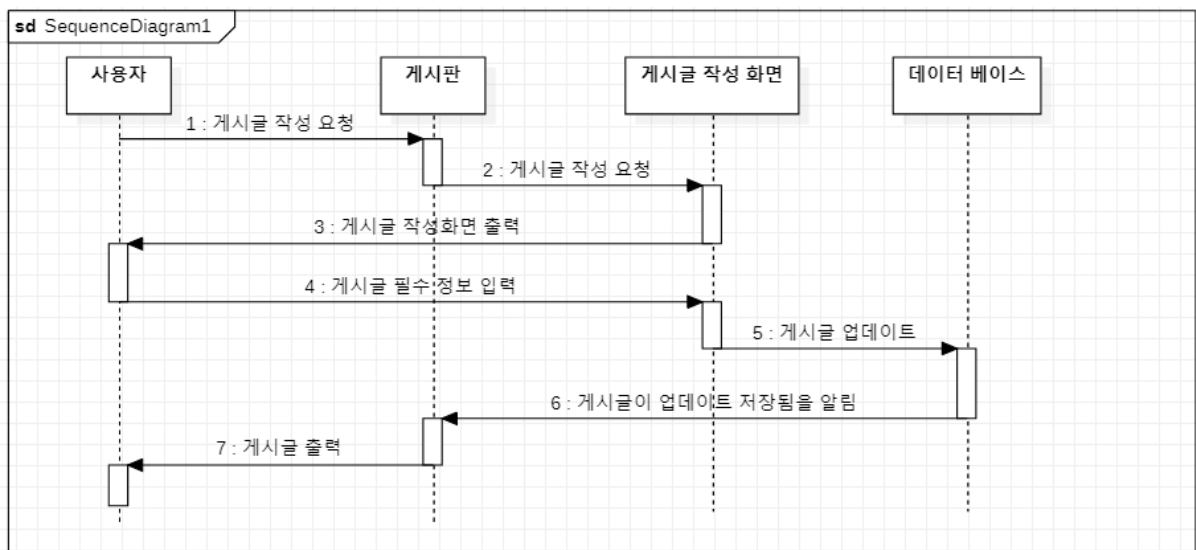 sd SequenceDiagram1
사용자
게시판
게시글 작성 화면
데이터 베이스
1 : 게시글 작성 요청
2 : 게시글 작성 요청
3 : 게시글 작성화면 출력
4 : 게시글 필수 정보 입력
5 : 게시글 업데이트
6 : 게시글이 업데이트 저장됨을 알림
7 : 게시글 출력